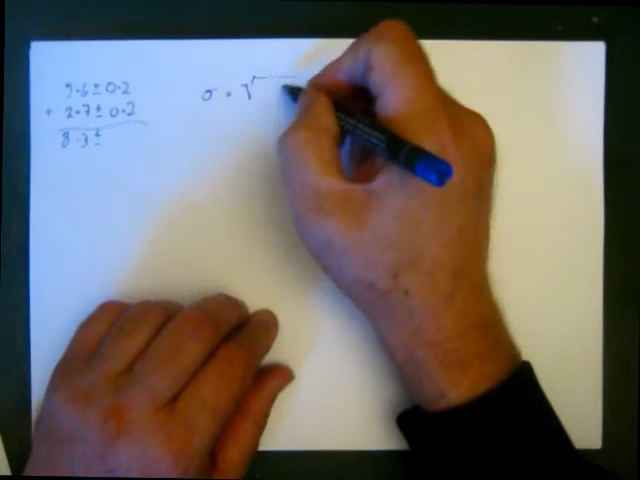 5.6 ± 0.2
+ 2.7 ± 0.2
8.3 ±
σ = √